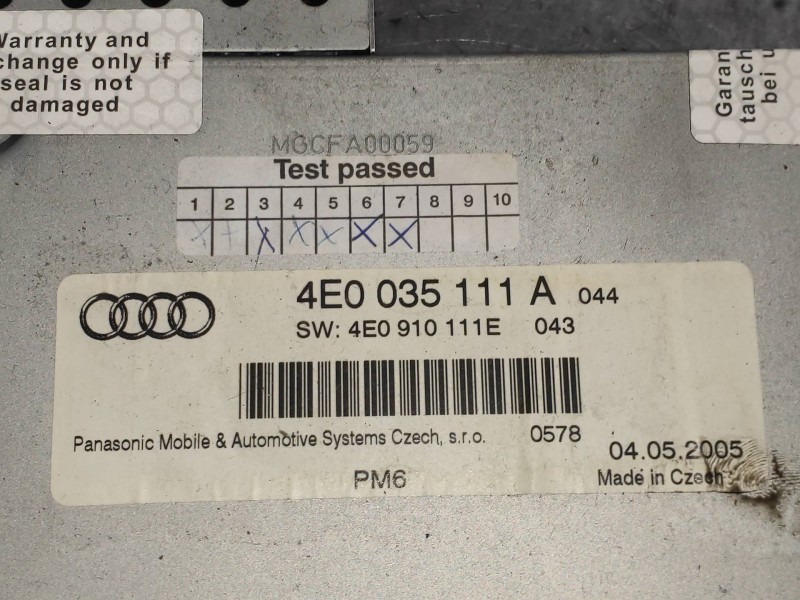 Warranty and
change only if
seal is not
damaged
Garan
tausch
bei u
MGCFA00059
Test passed
1 2 3 4 5 6 7 8 9 10
X + X X X X X
4E0 035 111 A 044
SW: 4E0 910 111E 043
Panasonic Mobile & Automotive Systems Czech, s.r.o. 0578
04.05.2005
PM6
Made in Czech